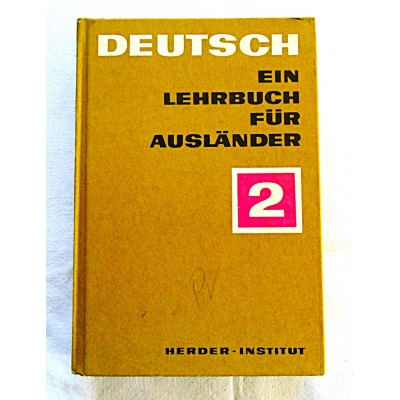 DEUTSCH
EIN
LEHRBUCH
FÜR
AUSLÄNDER
2
HERDER-INSTITUT